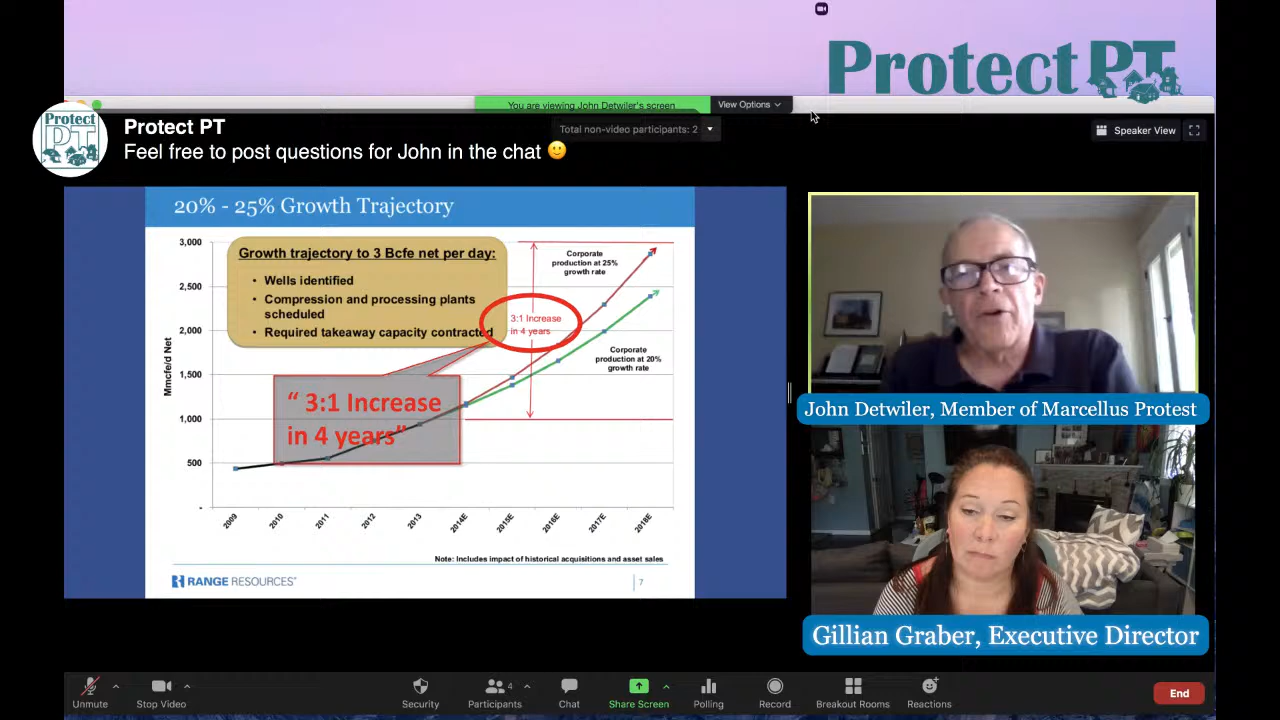 Protect PT
You are viewing John Detwiler's screen
View Options
Protect PT
Protect PT
Feel free to post questions for John in the chat 🙂
Total non-video participants: 2
Speaker View
20% - 25% Growth Trajectory
3,000
2,500
2,000
1,500
1,000
500
-
Mmcfe/d Net
Growth trajectory to 3 Bcfe net per day:
• Wells identified
• Compression and processing plants
scheduled
• Required takeaway capacity contracted
3:1 Increase
in 4 years
Corporate
production at 25%
growth rate
Corporate
production at 20%
growth rate
“ 3:1 Increase
in 4 years”
2009
2010
2011
2012
2013
2014E
2015E
2016E
2017E
2018E
Note: Includes impact of historical acquisitions and asset sales
RANGE RESOURCES
7
John Detwiler, Member of Marcellus Protest
Gillian Graber, Executive Director
Unmute
Stop Video
Security
Participants
4
Chat
Share Screen
Polling
Record
Breakout Rooms
Reactions
End